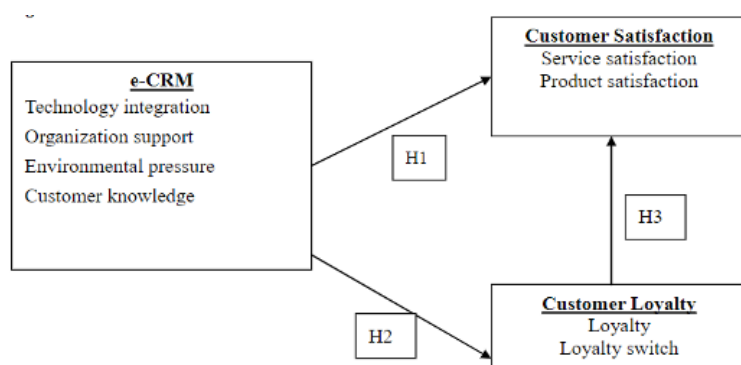 e-CRM
Technology integration
Organization support
Environmental pressure
Customer knowledge
H1
H2
Customer Satisfaction
Service satisfaction
Product satisfaction
H3
Customer Loyalty
Loyalty
Loyalty switch